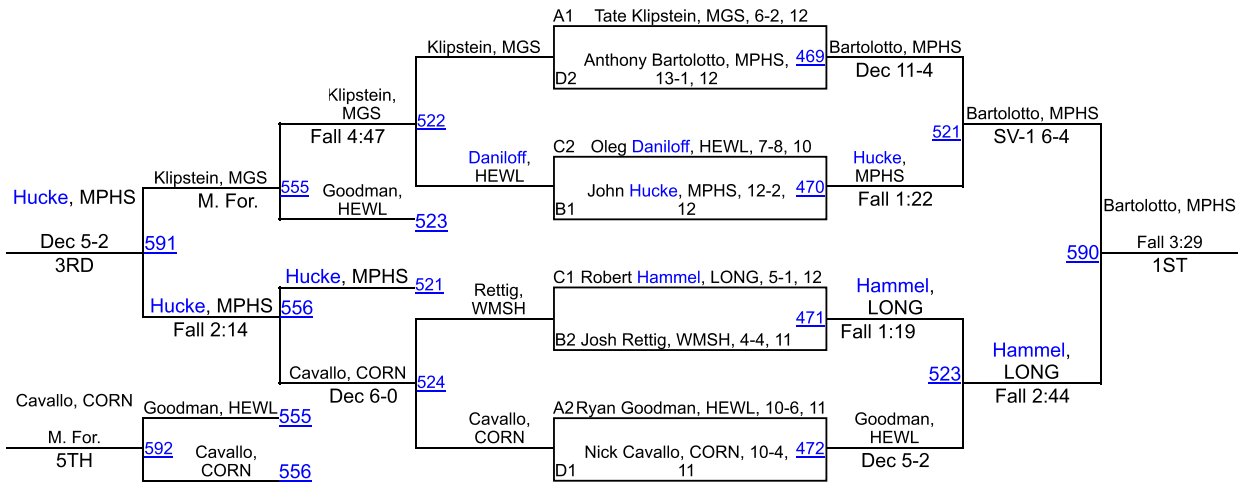 A1 Tate Klipstein, MGS, 6-2, 12
Klipstein, MGS
Bartolotto, MPHS
Anthony Bartolotto, MPHS, 469
D2 13-1, 12
Dec 11-4
Klipstein,
MGS
Fall 4:47
522
Bartolotto, MPHS
SV-1 6-4
521
C2 Oleg Daniloff, HEWL, 7-8, 10
Daniloff,
HEWL
Hucke,
MPHS
Fall 1:22
John Hucke, MPHS, 12-2, 470
B1 12
Klipstein, MGS
M. For.
555
Goodman,
HEWL
523
Hucke, MPHS
Dec 5-2
3RD
591
Bartolotto, MPHS
Fall 3:29
1ST
590
Hucke, MPHS
521
Hucke, MPHS
Fall 2:14
556
C1 Robert Hammel, LONG, 5-1, 12
Rettig,
WMSH
471
B2 Josh Rettig, WMSH, 4-4, 11
Hammel,
LONG
Fall 1:19
Hammel,
LONG
Fall 2:44
523
Cavallo, CORN
Dec 6-0
524
Cavallo, CORN
M. For.
5TH
Goodman, HEWL 555
592
Cavallo,
CORN
556
A2 Ryan Goodman, HEWL, 10-6, 11
Cavallo,
CORN
Nick Cavallo, CORN, 10-4, 472
D1 11
Goodman,
HEWL
Dec 5-2